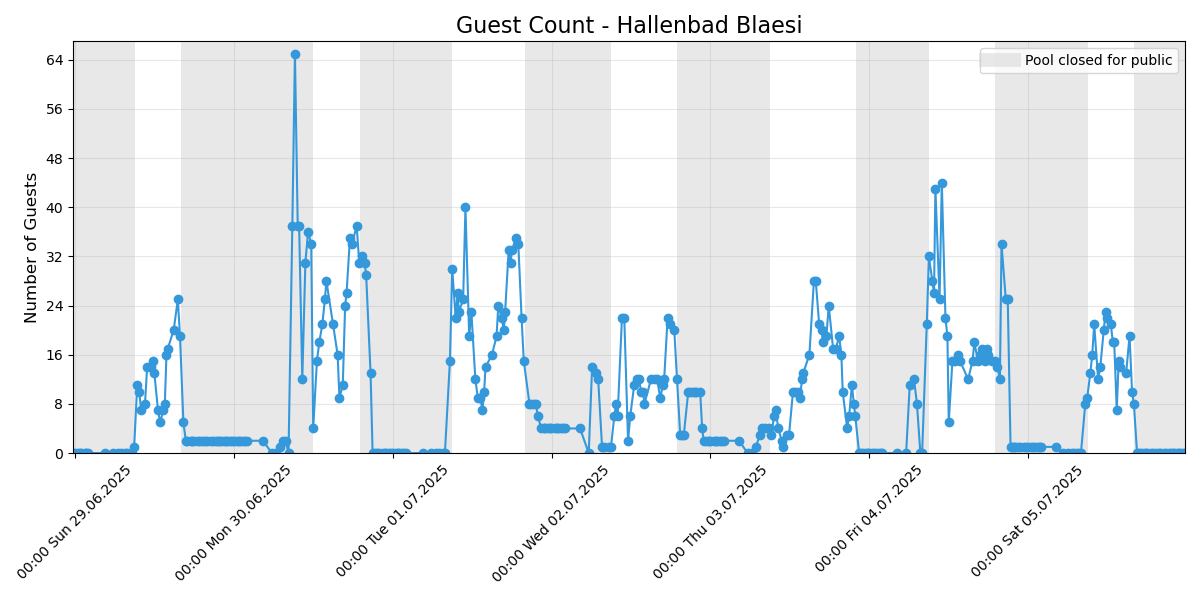 Guest Count - Hallenbad Blaesi
Pool closed for public
Number of Guests
64
56
48
40
32
24
16
8
0
00:00 Sun 29.06.2025
00:00 Mon 30.06.2025
00:00 Tue 01.07.2025
00:00 Wed 02.07.2025
00:00 Thu 03.07.2025
00:00 Fri 04.07.2025
00:00 Sat 05.07.2025